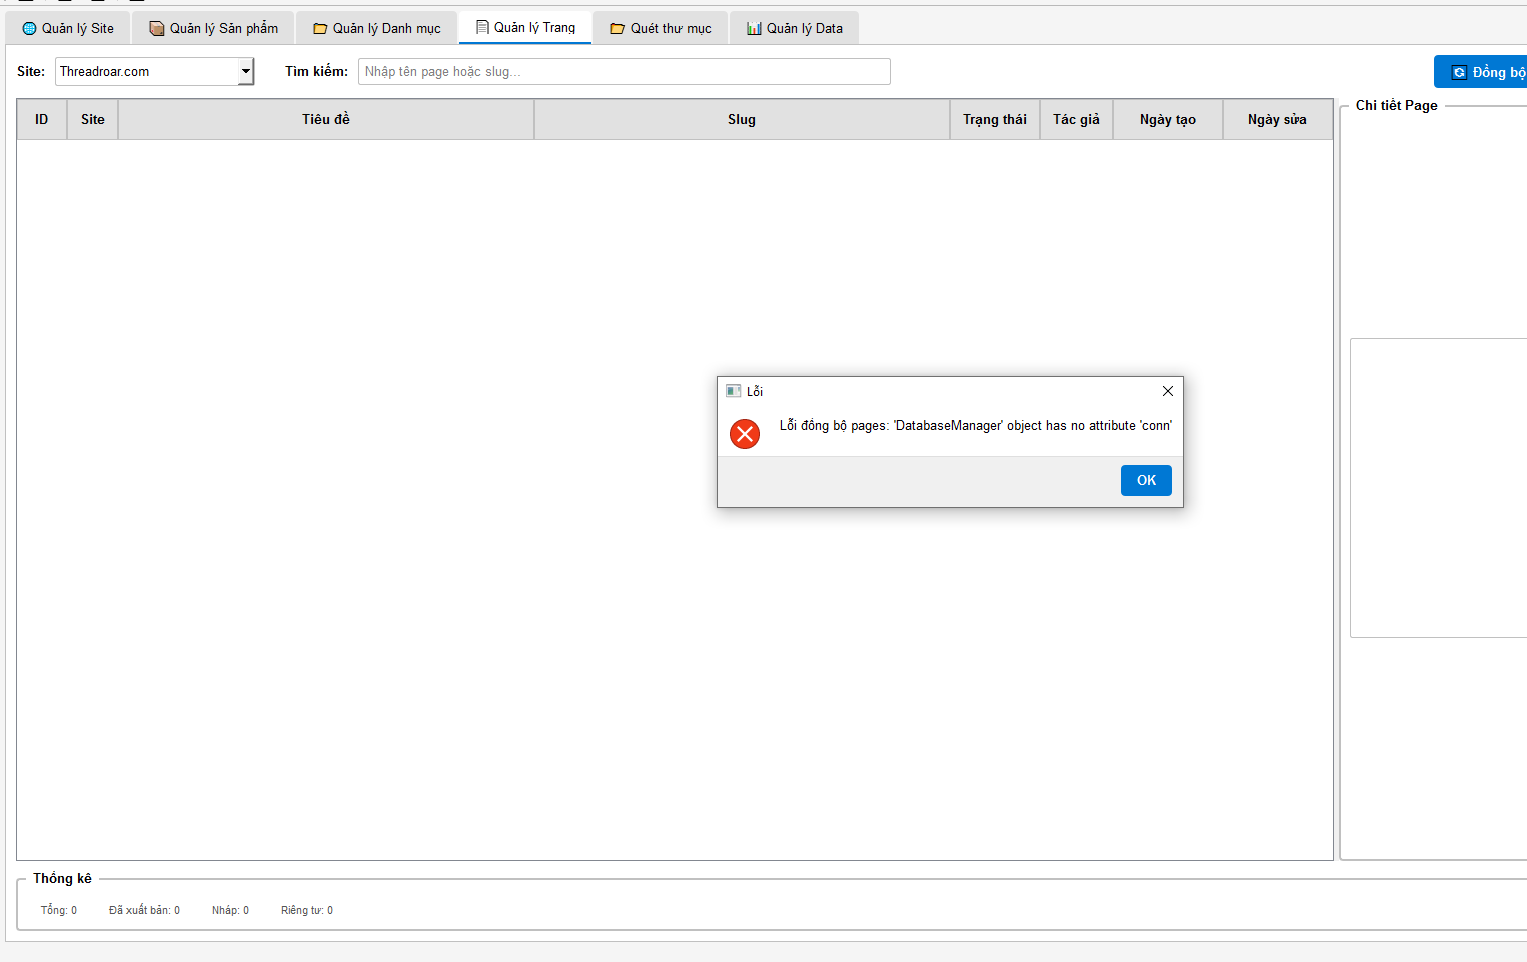 Quản lý Site Quản lý Sản phẩm Quản lý Danh mục Quản lý Trang Quét thư mục Quản lý Data
Site: Threadroar.com Tìm kiếm: Nhập tên page hoặc slug... Đồng bộ
ID Site Tiêu đề Slug Trạng thái Tác giả Ngày tạo Ngày sửa
Chi tiết Page
Lỗi
Lỗi đồng bộ pages: 'DatabaseManager' object has no attribute 'conn'
OK
Thống kê
Tổng: 0 Đã xuất bản: 0 Nháp: 0 Riêng tư: 0